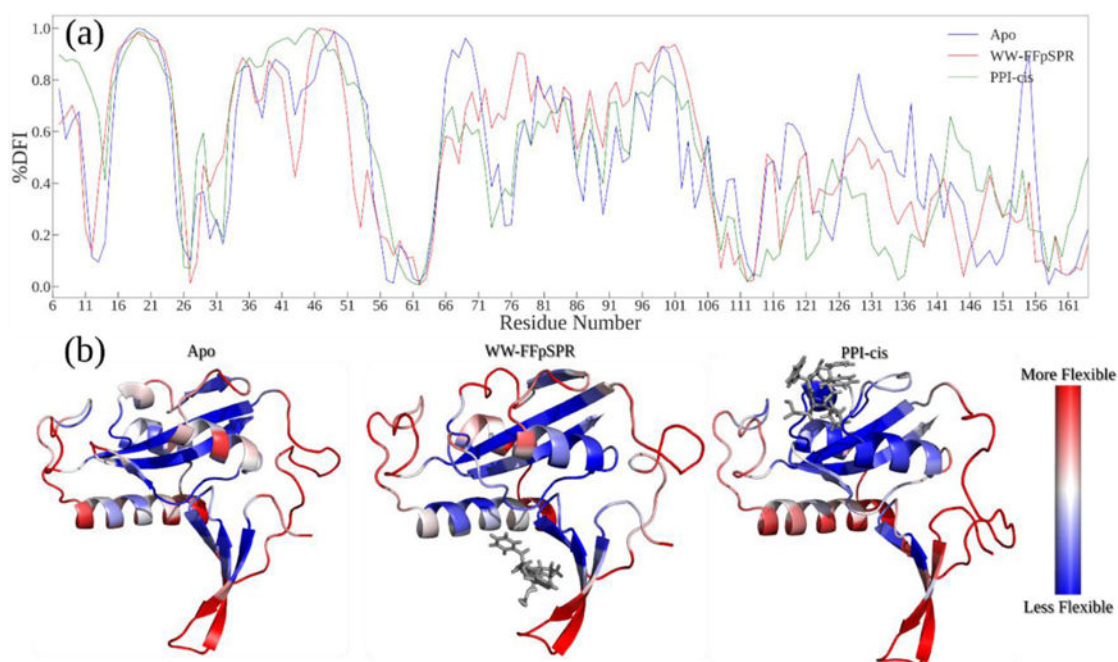 (a)
Apo
WW-FFpSPR
PPI-cis
%DFI
1.0
0.8
0.6
0.4
0.2
0.0
6 11 16 21 26 31 36 41 46 51 56 61 66 71 76 81 86 91 96 101 106 111 116 121 126 131 136 141 146 151 156 161
Residue Number
(b)
Apo WW-FFpSPR PPI-cis
More Flexible
Less Flexible